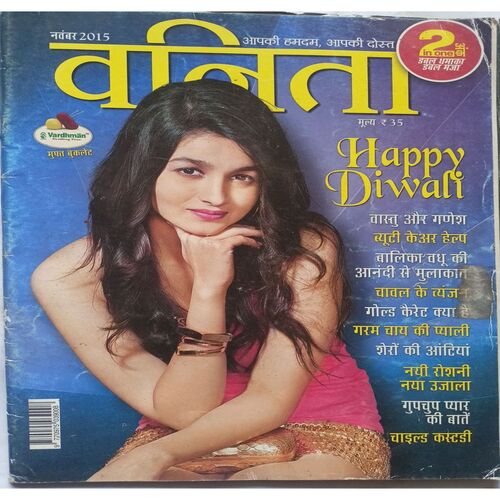 नवंबर 2015
आपकी हमदम, आपकी दोस्त
वनिता
2
in one
अंक
डबल धमाका
डबल मजा
मूल्य ₹ 35
Vardhman
मुफ्त बुकलेट
Happy
Diwali
वास्तु और गणेश
ब्यूटी केअर हेल्प
बालिका वधू की
आनंदी से मुलाकात
चावल के व्यंजन
गोल्ड कैरेट क्या है
गरम चाय की प्याली
शेरों की आंटियां
नयी रोशनी
नया उजाला
गुपचुप प्यार
की बातें
चाइल्ड कस्टडी